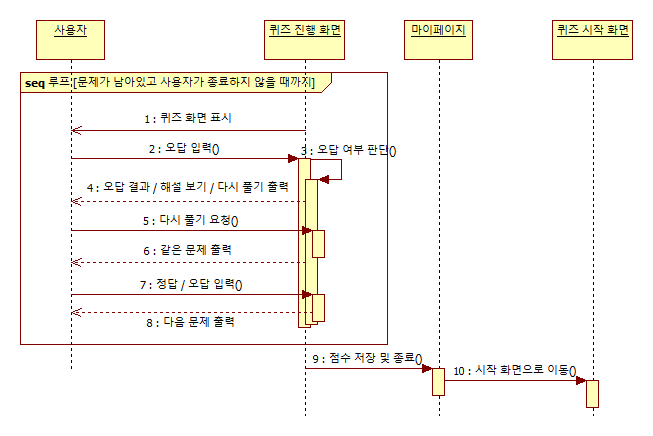 사용자
퀴즈 진행 화면
마이페이지
퀴즈 시작 화면
seq 루프 [문제가 남아있고 사용자가 종료하지 않을 때까지]
1 : 퀴즈 화면 표시
2 : 오답 입력()
3 : 오답 여부 판단()
4 : 오답 결과 / 해설 보기 / 다시 풀기 출력
5 : 다시 풀기 요청()
6 : 같은 문제 출력
7 : 정답 / 오답 입력()
8 : 다음 문제 출력
9 : 점수 저장 및 종료()
10 : 시작 화면으로 이동()